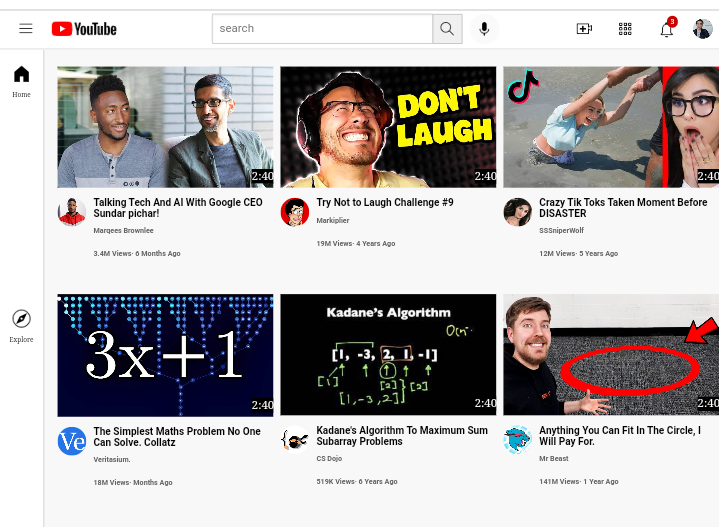 YouTube
search
3
Home
DON'T
LAUGH
2:40
2:40
2:40
Talking Tech And AI With Google CEO
Sundar pichar!
Marqees Brownlee
3.4M Views· 6 Months Ago
Try Not to Laugh Challenge #9
Markiplier
19M Views· 4 Years Ago
Crazy Tik Toks Taken Moment Before
DISASTER
SSSniperWolf
12M Views· 5 Years Ago
Explore
3x+1
2:40
Kadane's Algorithm
[1, -3, 2, 1, -1]
[1]
[2]
[2]
[1,-3,2]
2:40
2:40
Ve
The Simplest Maths Problem No One
Can Solve. Collatz
Veritasium.
18M Views· Months Ago
Kadane's Algorithm To Maximum Sum
Subarray Problems
CS Dojo
519K Views· 6 Years Ago
Anything You Can Fit In The Circle, I
Will Pay For.
Mr Beast
141M Views· 1 Year Ago